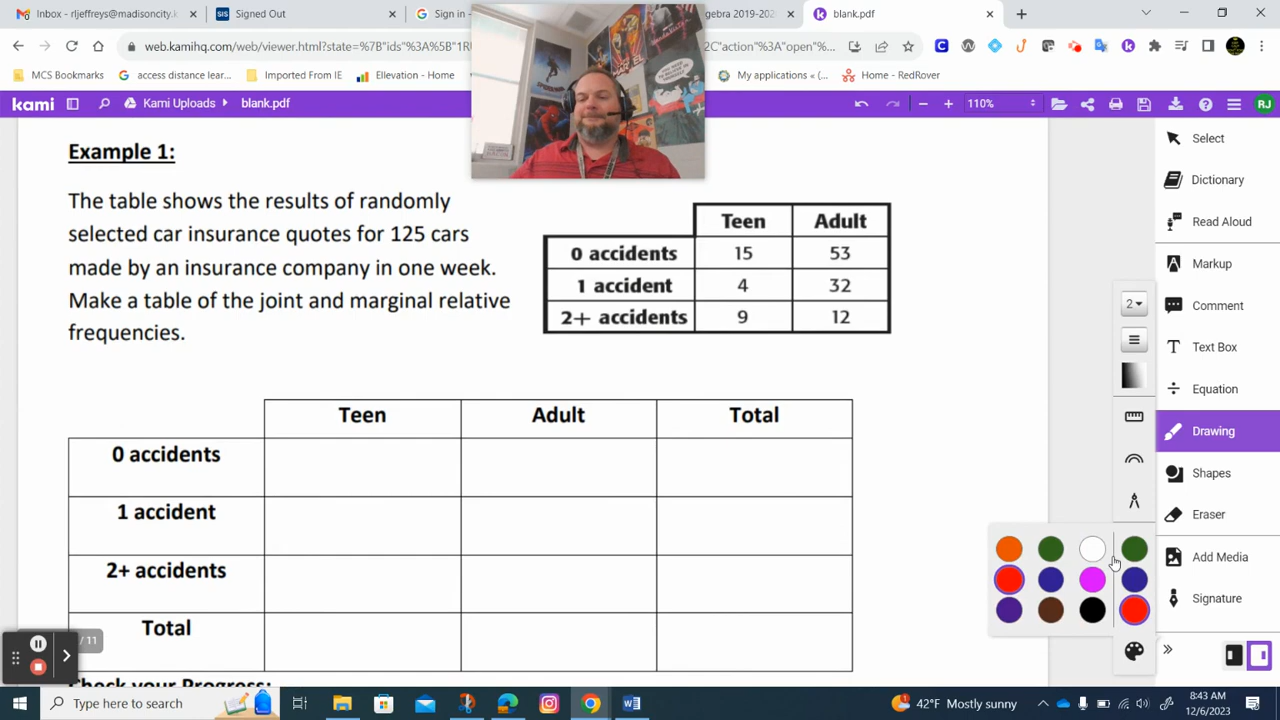 Inbox - rljeffreys@madisoncity.k
Signed Out
Sign in -
gebra 2019-202
blank.pdf
web.kamihq.com/web/viewer.html?state=%7B"ids"%3A%5B"1R
2C"action"%3A"open"%...
MCS Bookmarks
access distance lear...
Imported From IE
Ellevation - Home
My applications « (...
Home - RedRover
kami
Kami Uploads
blank.pdf
110%
RJ
Example 1:
The table shows the results of randomly
selected car insurance quotes for 125 cars
made by an insurance company in one week.
Make a table of the joint and marginal relative
frequencies.
Teen Adult
0 accidents 15 53
1 accident 4 32
2+ accidents 9 12
Teen Adult Total
0 accidents
1 accident
2+ accidents
Total
Check your Progress:
/ 11
Select
Dictionary
Read Aloud
Markup
Comment
Text Box
Equation
Drawing
Shapes
Eraser
Add Media
Signature
2
Type here to search
42°F Mostly sunny
8:43 AM
12/6/2023